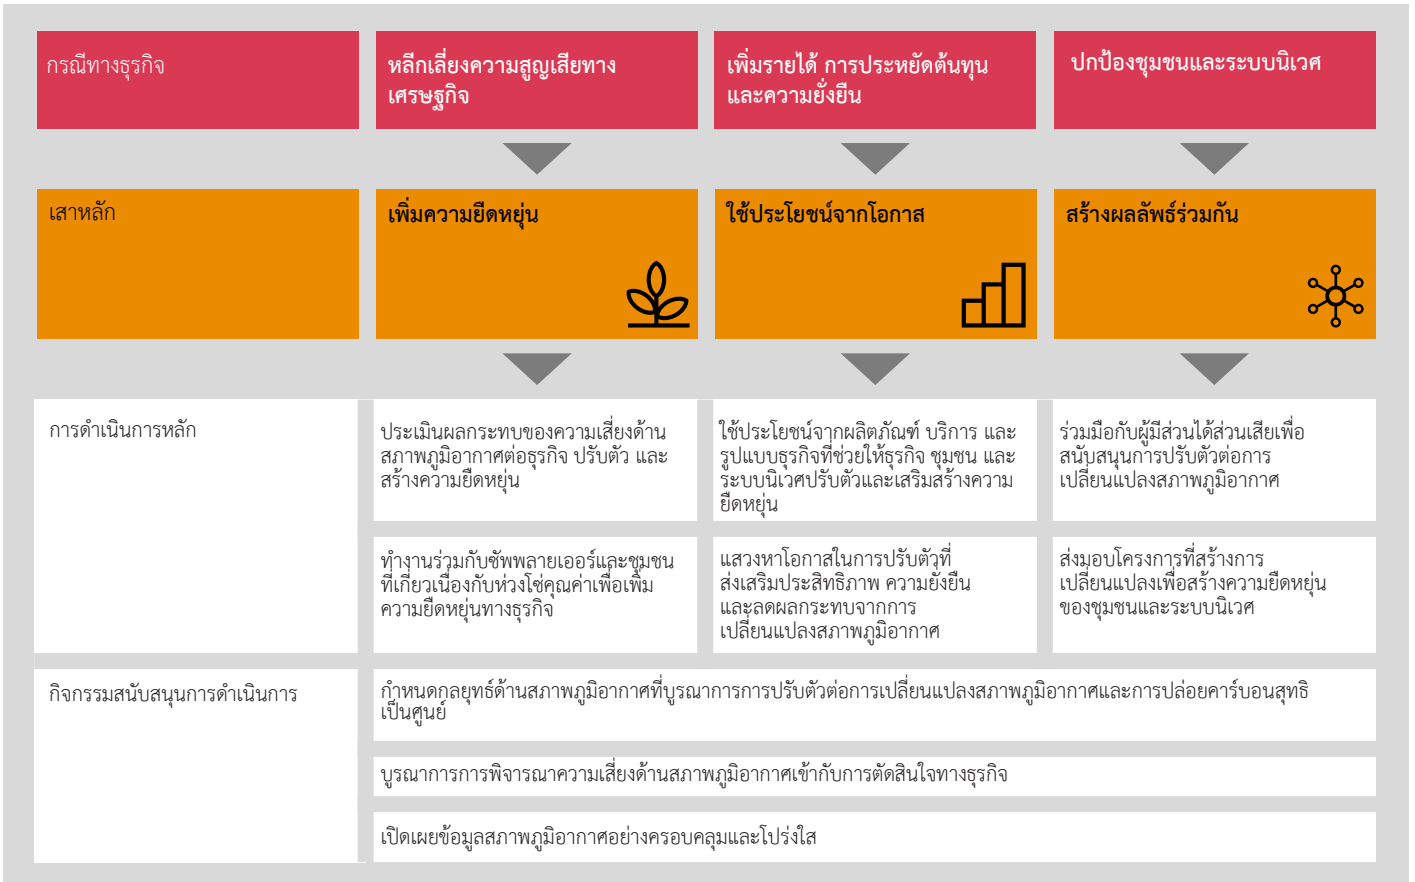 กรณีทางธุรกิจ
หลีกเลี่ยงความสูญเสียทาง
เศรษฐกิจ
เพิ่มรายได้ การประหยัดต้นทุน
และความยั่งยืน
ปกป้องชุมชนและระบบนิเวศ
เสาหลัก
เพิ่มความยืดหยุ่น
ใช้ประโยชน์จากโอกาส
สร้างผลลัพธ์ร่วมกัน
การดำเนินการหลัก
ประเมินผลกระทบของความเสี่ยงด้าน
สภาพภูมิอากาศต่อธุรกิจ ปรับตัว และ
สร้างความยืดหยุ่น
ใช้ประโยชน์จากผลิตภัณฑ์ บริการ และ
รูปแบบธุรกิจที่ช่วยให้ธุรกิจ ชุมชน และ
ระบบนิเวศปรับตัวและเสริมสร้างความ
ยืดหยุ่น
ร่วมมือกับผู้มีส่วนได้ส่วนเสียเพื่อ
สนับสนุนการปรับตัวต่อการ
เปลี่ยนแปลงสภาพภูมิอากาศ
ทำงานร่วมกับซัพพลายเออร์และชุมชน
ที่เกี่ยวเนื่องกับห่วงโซ่คุณค่าเพื่อเพิ่ม
ความยืดหยุ่นทางธุรกิจ
แสวงหาโอกาสในการปรับตัวที่
ส่งเสริมประสิทธิภาพ ความยั่งยืน
และลดผลกระทบจากการ
เปลี่ยนแปลงสภาพภูมิอากาศ
ส่งมอบโครงการที่สร้างการ
เปลี่ยนแปลงเพื่อสร้างความยืดหยุ่น
ของชุมชนและระบบนิเวศ
กิจกรรมสนับสนุนการดำเนินการ
กำหนดกลยุทธ์ด้านสภาพภูมิอากาศที่บูรณาการการปรับตัวต่อการเปลี่ยนแปลงสภาพภูมิอากาศและการปล่อยคาร์บอนสุทธิ
เป็นศูนย์
บูรณาการการพิจารณาความเสี่ยงด้านสภาพภูมิอากาศเข้ากับการตัดสินใจทางธุรกิจ
เปิดเผยข้อมูลสภาพภูมิอากาศอย่างครอบคลุมและโปร่งใส